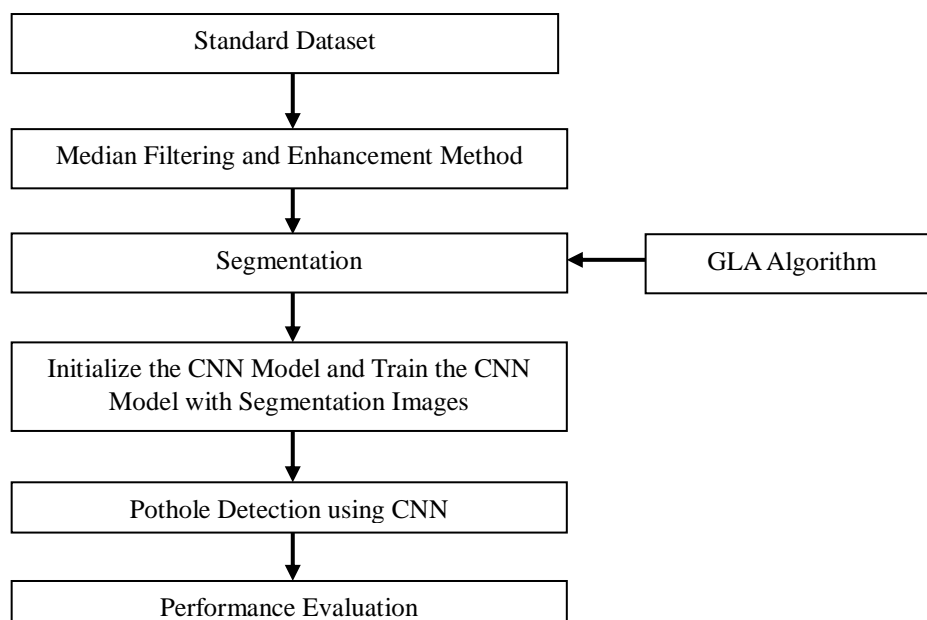 Standard Dataset
Median Filtering and Enhancement Method
Segmentation
GLA Algorithm
Initialize the CNN Model and Train the CNN
Model with Segmentation Images
Pothole Detection using CNN
Performance Evaluation